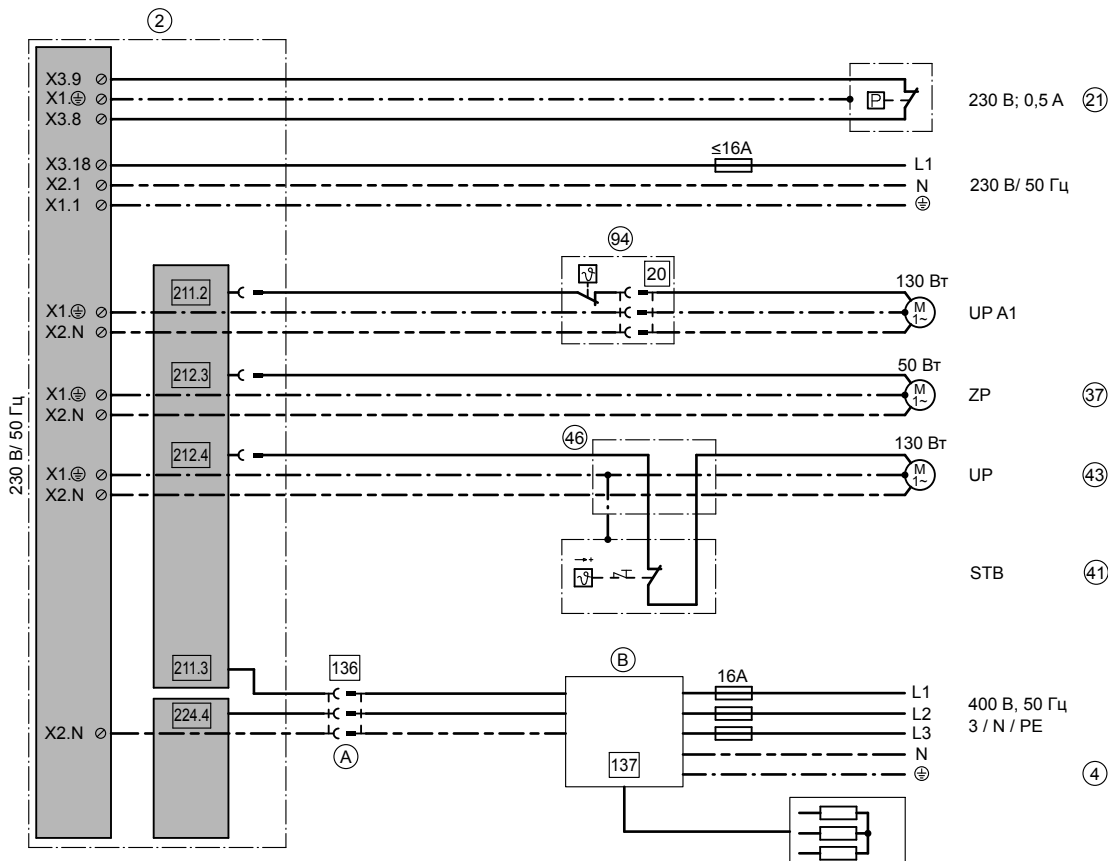 2
X3.9
X1.
X3.8
P
230 В; 0,5 А 21
X3.18
≤16A
L1
X2.1
N
230 В/ 50 Гц
X1.1
94
20
211.2
130 Вт
X1.
M
1~
UP A1
X2.N
212.3
50 Вт
X1.
M
1~
ZP 37
X2.N
230 В/ 50 Гц
46
212.4
130 Вт
X1.
M
1~
UP 43
X2.N
ϑ
STB 41
211.3
136
B
16A
L1
400 В, 50 Гц
224.4
L2
3 / N / PE
X2.N
L3
A
137
N
4